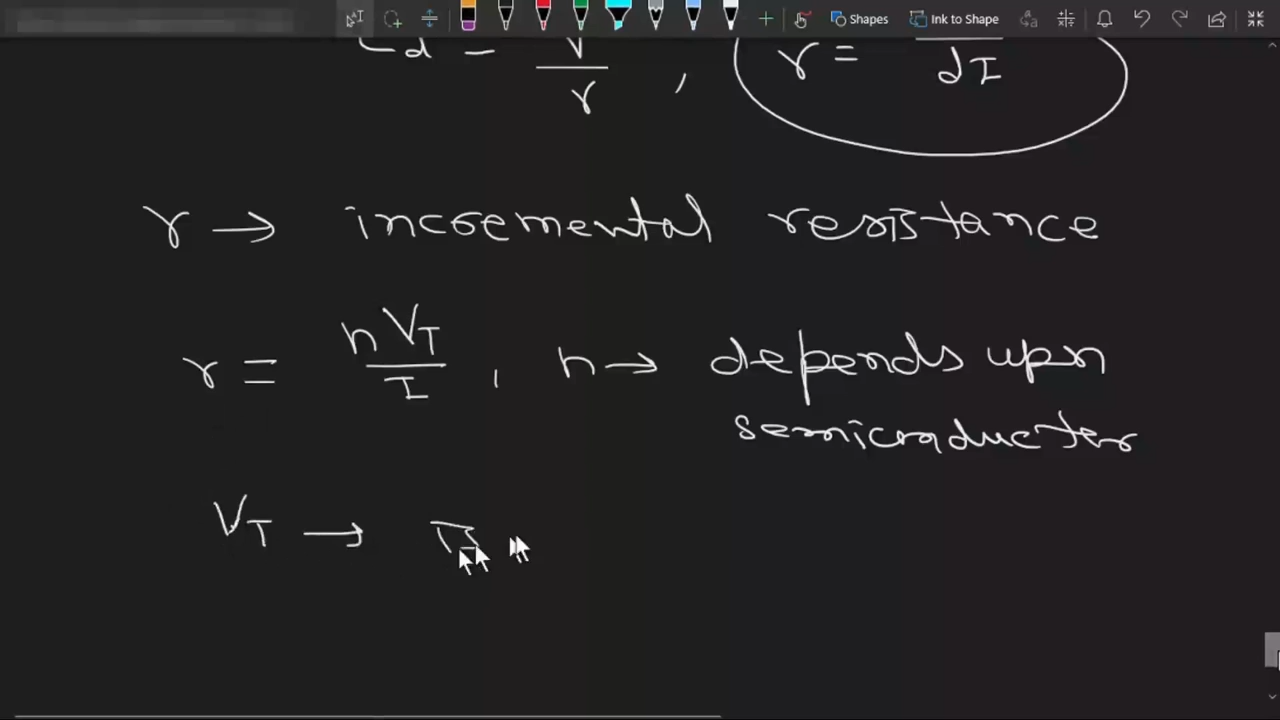 Shapes Ink to Shape
r =
dI
r ,
r → incremental resistance
r = nV_T / I , n → depends upon
semiconductor
V_T →